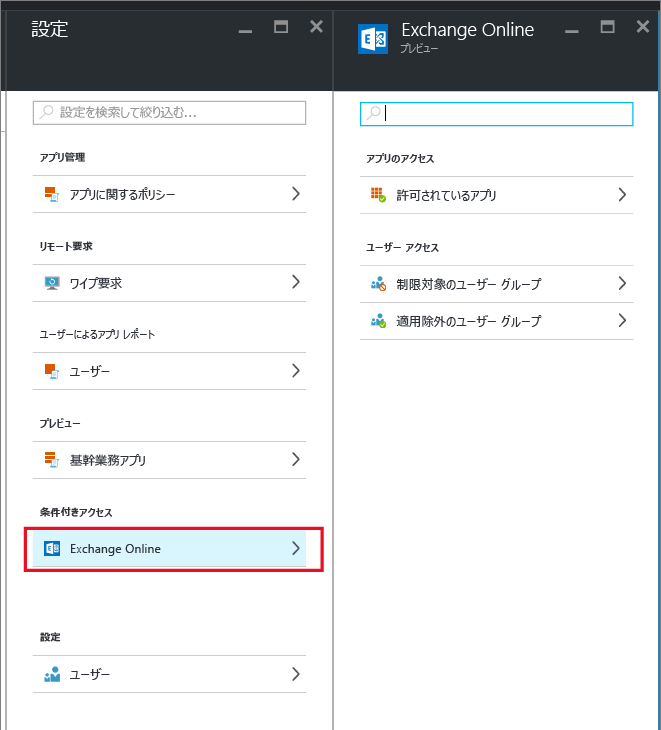 設定
設定を検索して絞り込む...
アプリ管理
アプリに関するポリシー
リモート要求
ワイプ要求
ユーザーによるアプリ レポート
ユーザー
プレビュー
基幹業務アプリ
条件付きアクセス
Exchange Online
設定
ユーザー
Exchange Online
プレビュー
アプリのアクセス
許可されているアプリ
ユーザー アクセス
制限対象のユーザー グループ
適用除外のユーザー グループ